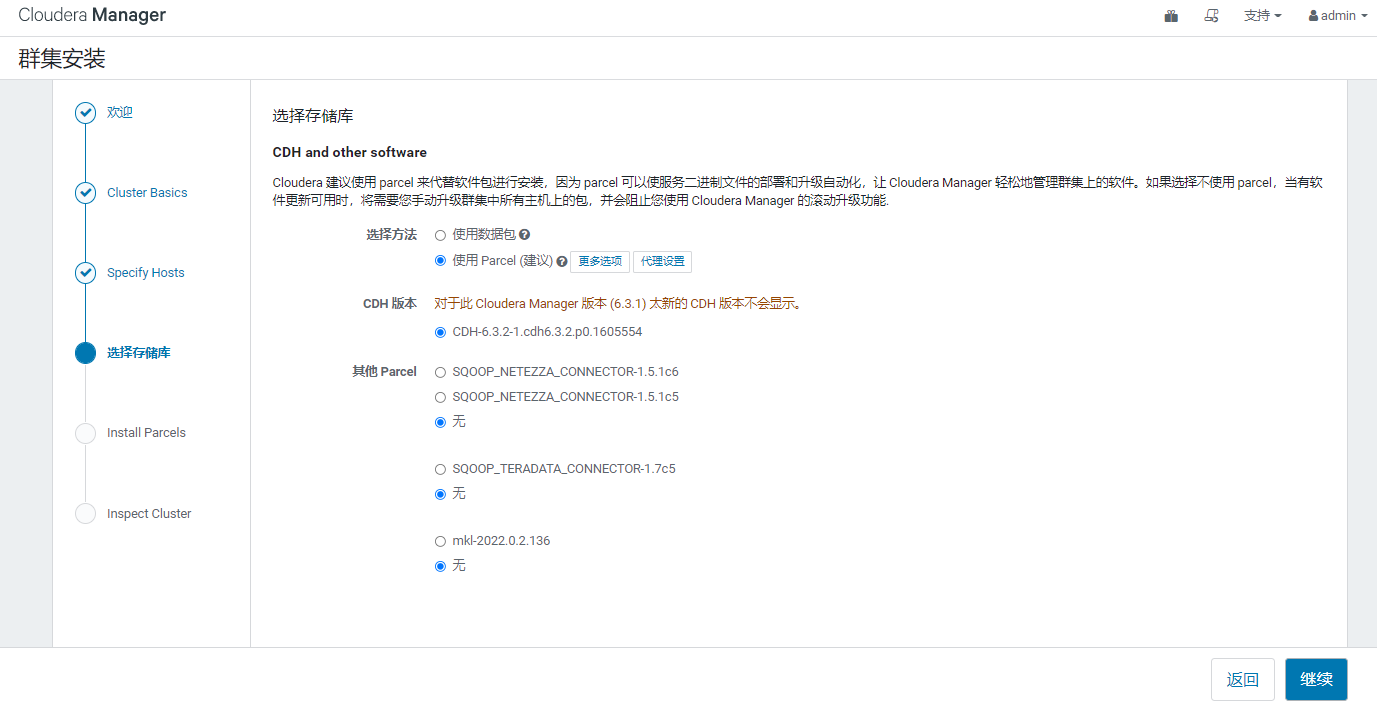 Cloudera Manager
支持
admin
群集安装
欢迎
Cluster Basics
Specify Hosts
选择存储库
Install Parcels
Inspect Cluster
选择存储库
CDH and other software
Cloudera 建议使用 parcel 来代替软件包进行安装，因为 parcel 可以使服务二进制文件的部署和升级自动化，让 Cloudera Manager 轻松地管理群集上的软件。如果选择不使用 parcel，当有软
件更新可用时，将需要您手动升级群集中所有主机上的包，并会阻止您使用 Cloudera Manager 的滚动升级功能.
选择方法
使用数据包 ?
使用 Parcel (建议) ? 更多选项 代理设置
CDH 版本 对于此 Cloudera Manager 版本 (6.3.1) 太新的 CDH 版本不会显示。
CDH-6.3.2-1.cdh6.3.2.p0.1605554
其他 Parcel SQOOP_NETEZZA_CONNECTOR-1.5.1c6
SQOOP_NETEZZA_CONNECTOR-1.5.1c5
无
SQOOP_TERADATA_CONNECTOR-1.7c5
无
mkl-2022.0.2.136
无
返回
继续